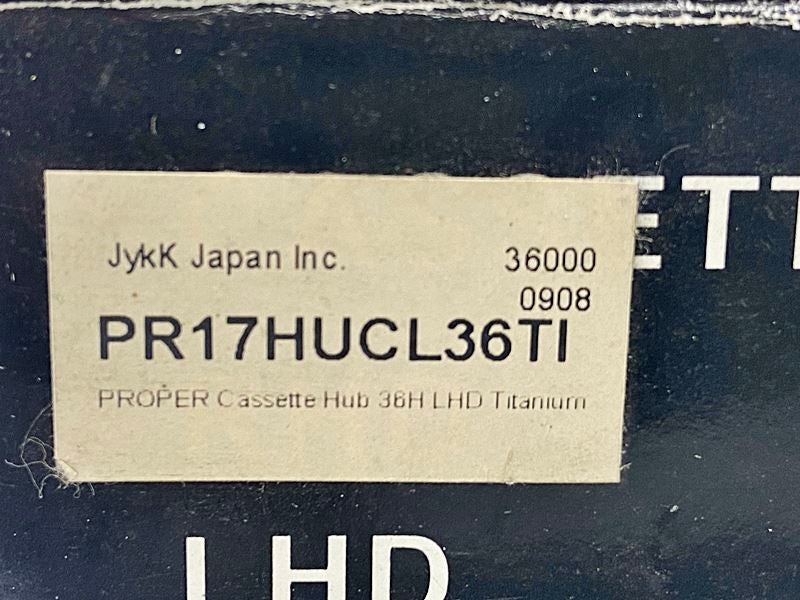 ETT
JykK Japan Inc. 36000
0908
PR17HUCL36TI
PROPER Cassette Hub 36H LHD Titanium
LHD